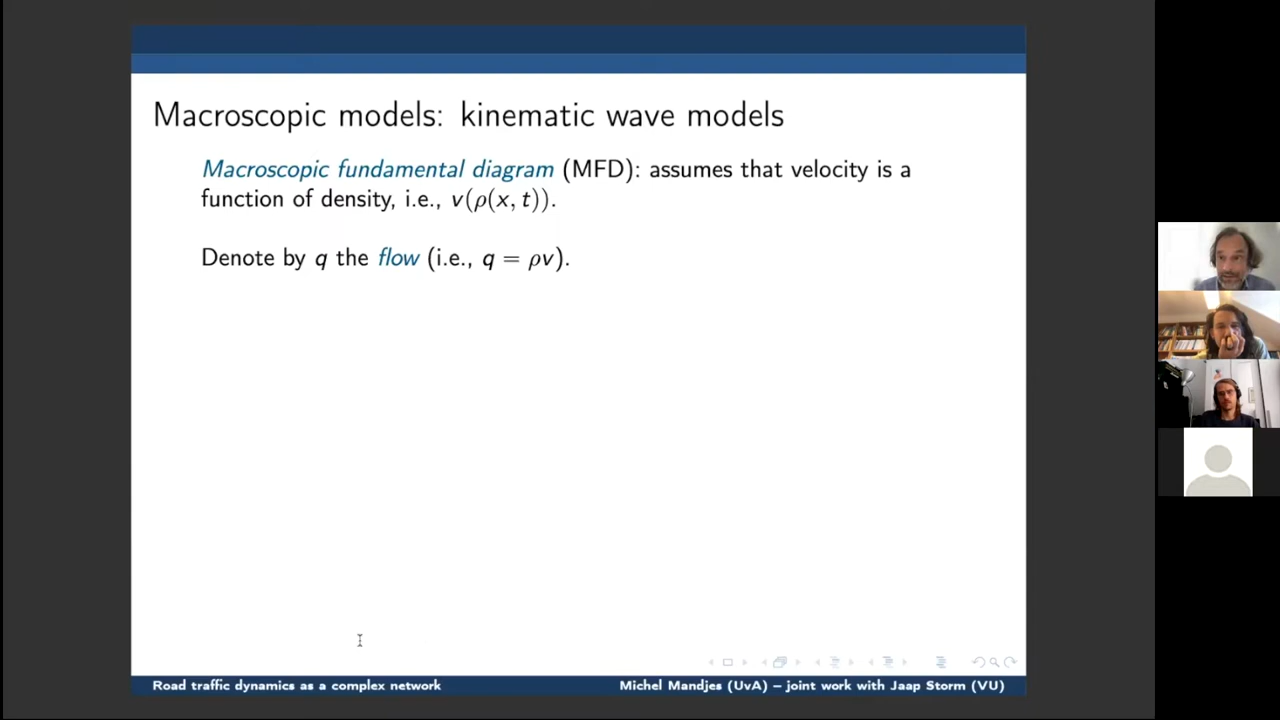 Macroscopic models: kinematic wave models
Macroscopic fundamental diagram (MFD): assumes that velocity is a
function of density, i.e., v(ρ(x, t)).
Denote by q the flow (i.e., q = ρv).
Road traffic dynamics as a complex network
Michel Mandjes (UvA) – joint work with Jaap Storm (VU)